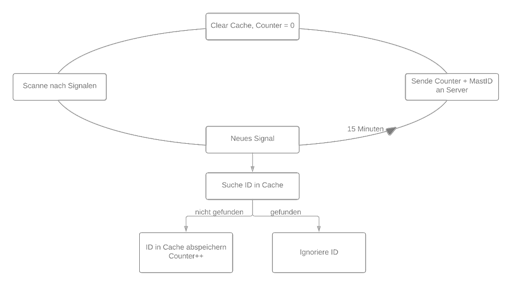 Clear Cache, Counter = 0
Scanne nach Signalen
Sende Counter + MastID
an Server
15 Minuten
Neues Signal
Suche ID in Cache
nicht gefunden
gefunden
ID in Cache abspeichern
Counter++
Ignoriere ID